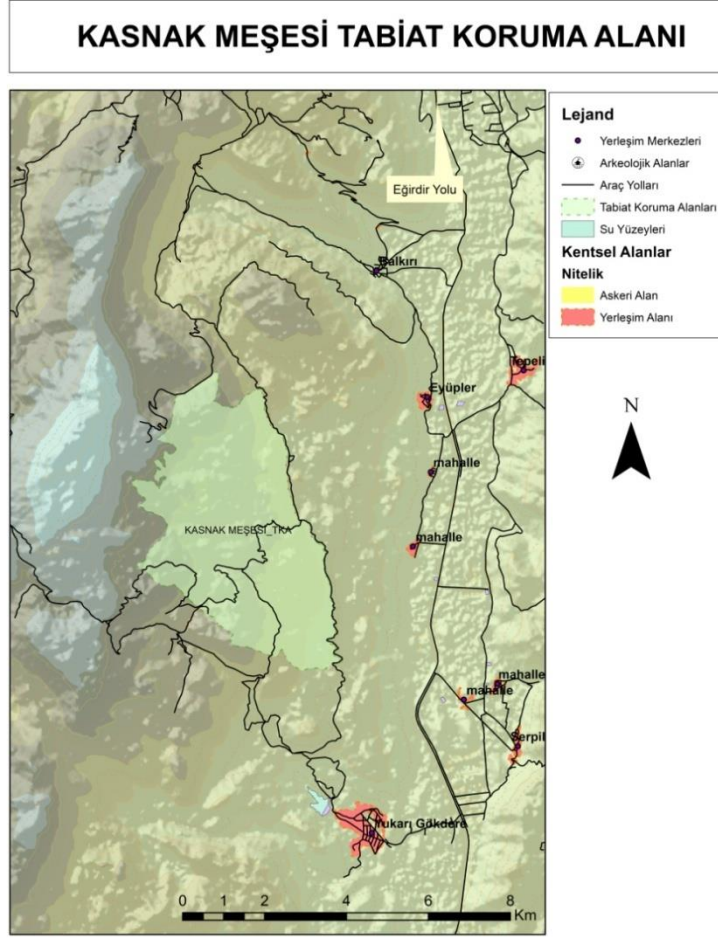 KASNAK MEŞESİ TABİAT KORUMA ALANI
Lejand
Yerleşim Merkezleri
Arkeolojik Alanlar
Araç Yolları
Tabiat Koruma Alanları
Su Yüzeyleri
Kentsel Alanlar
Nitelik
Askeri Alan
Yerleşim Alanı
N
Eğirdir Yolu
Balkırı
Tepeli
Eyüpler
mahalle
KASNAK MEŞESİ_TKA
mahalle
mahalle
mahalle
Serpil
Yukarı Gökdere
0 1 2 4 6 8
Km